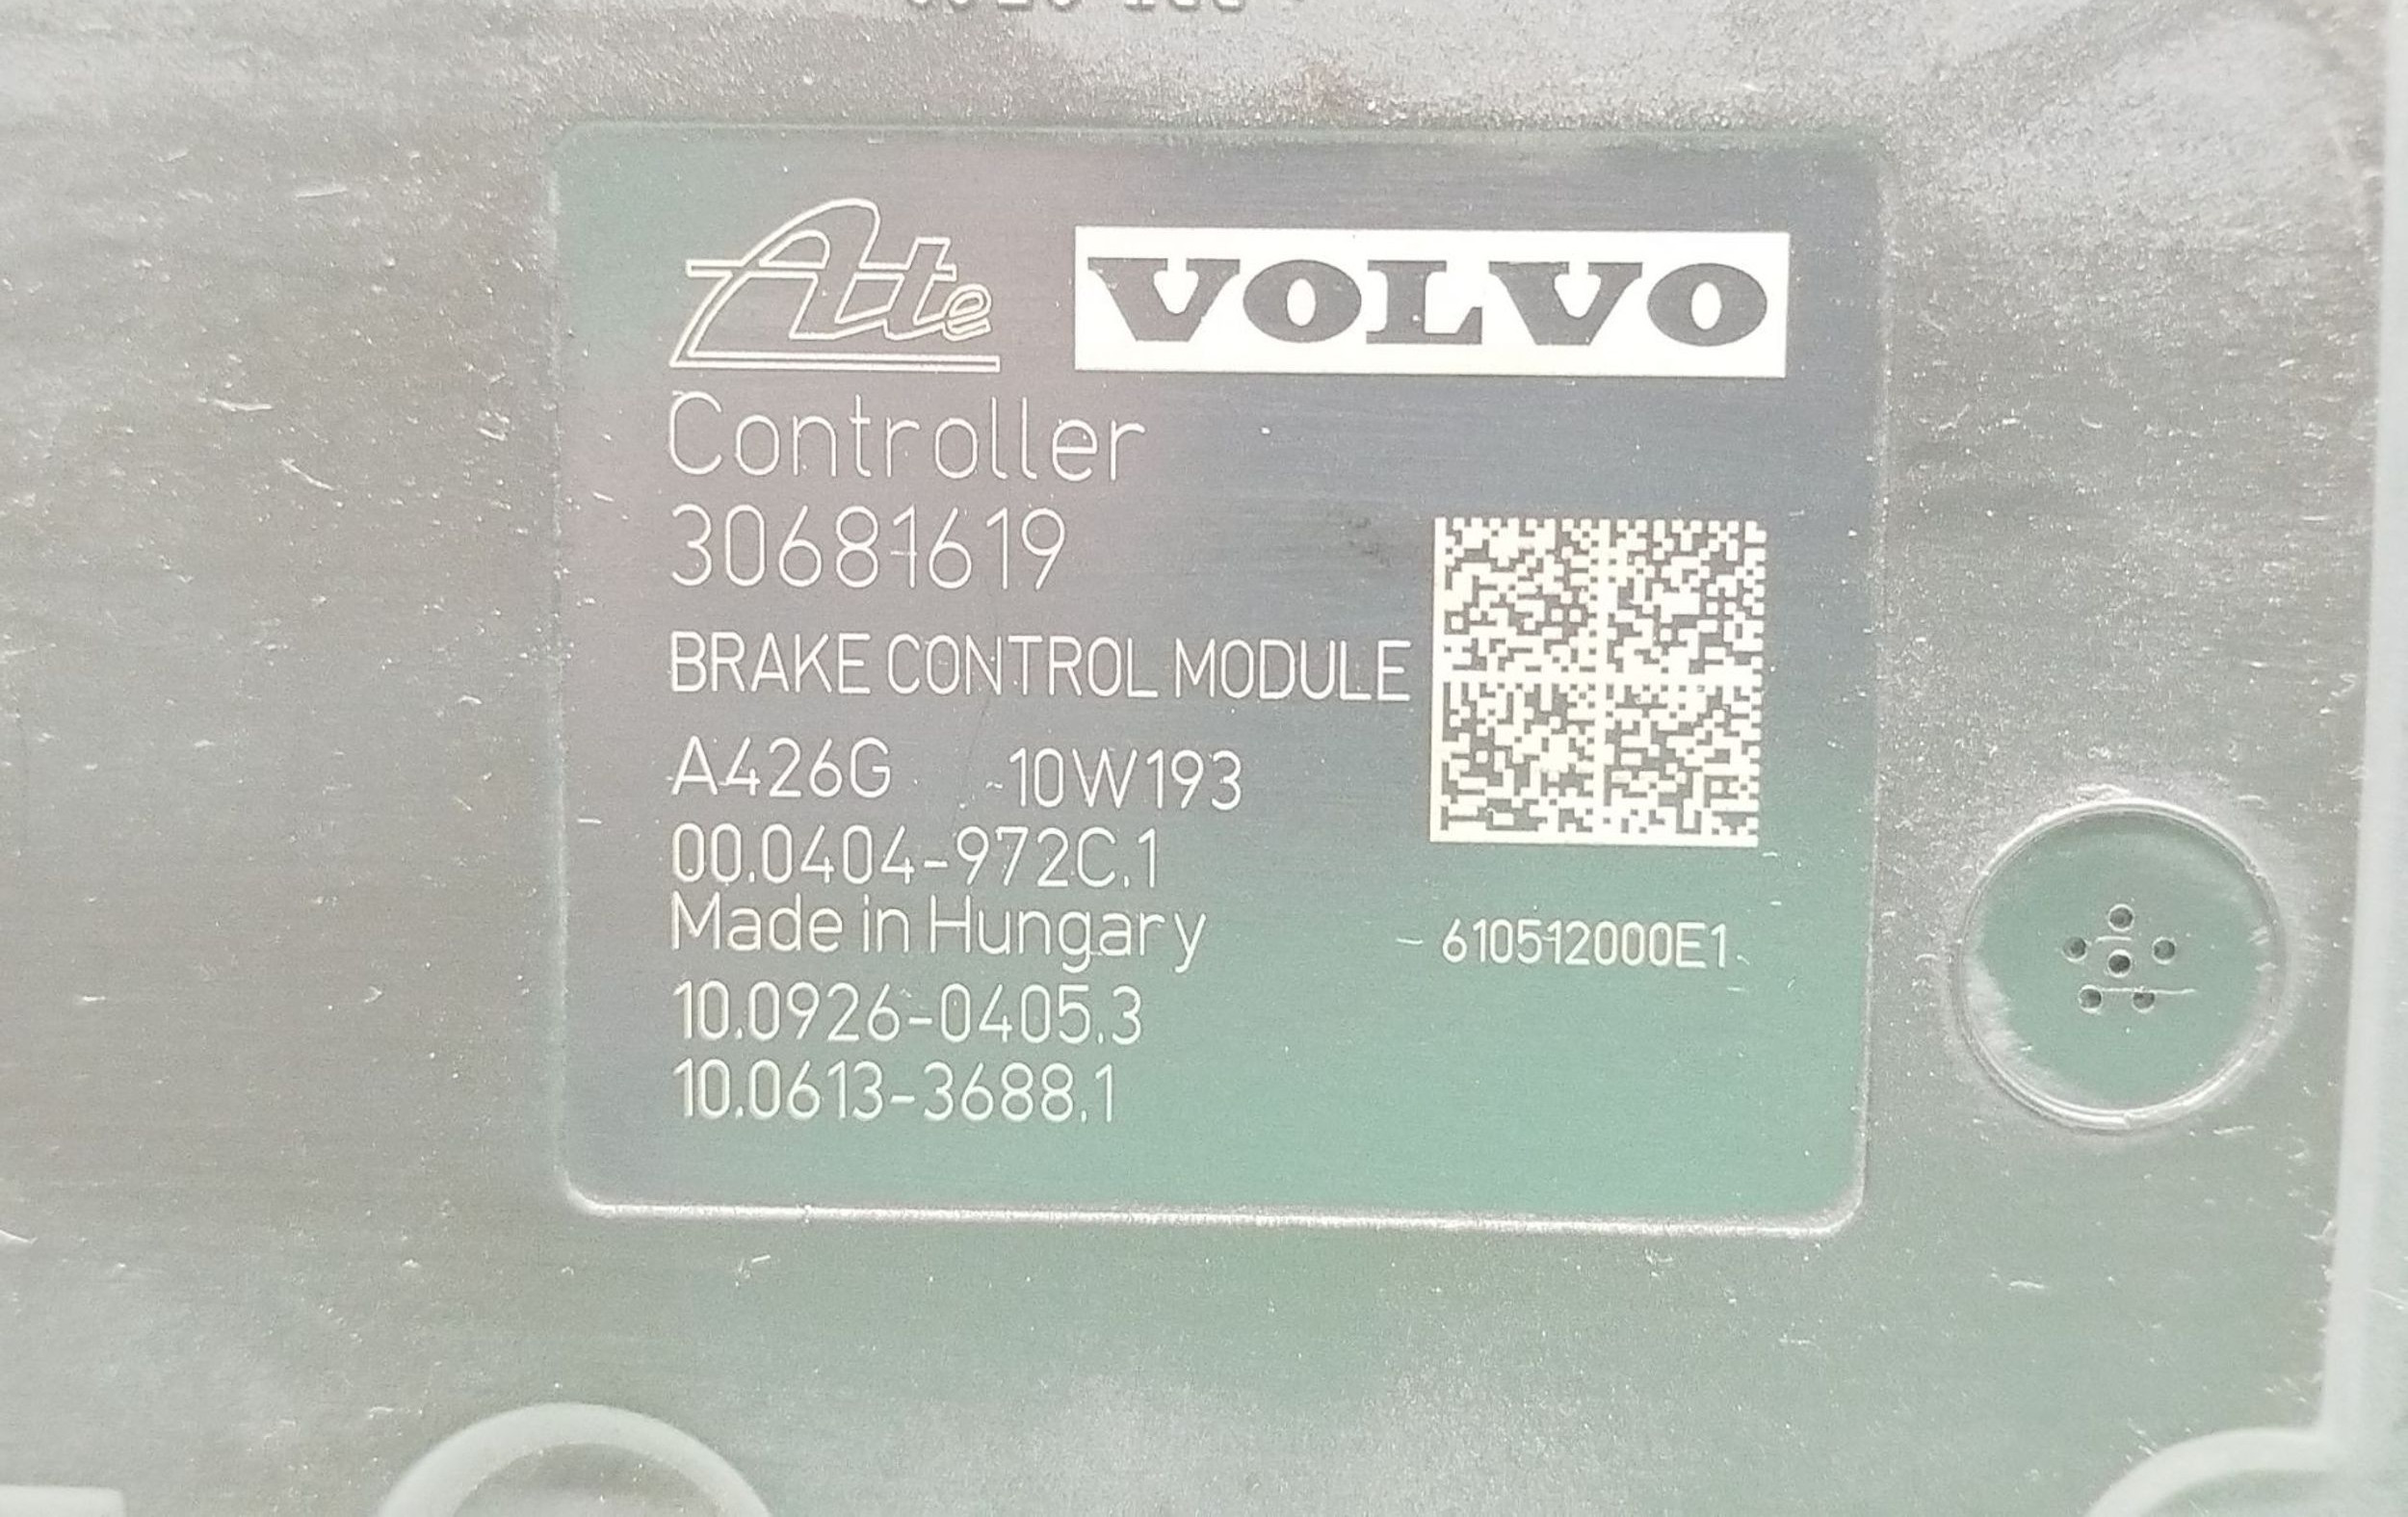 Ate VOLVO
Controller
30681619
BRAKE CONTROL MODULE
A426G 10W193
00.0404-972C.1
Made in Hungary 610512000E1
10.0926-0405.3
10.0613-3688.1